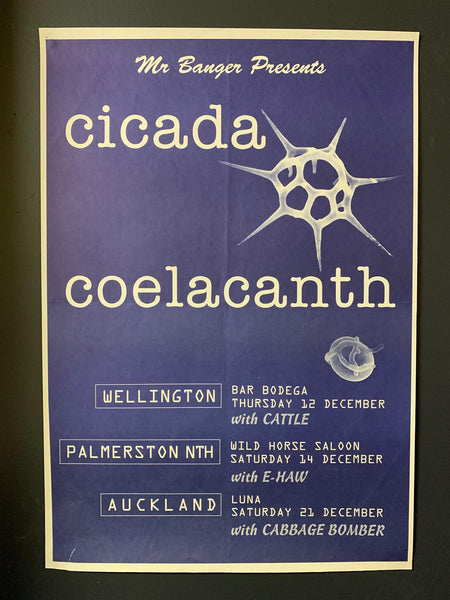 Mr Banger Presents
cicada
coelacanth
WELLINGTON
BAR BODEGA
THURSDAY 12 DECEMBER
with CATTLE
PALMERSTON NTH
WILD HORSE SALOON
SATURDAY 14 DECEMBER
with E-HAW
AUCKLAND
LUNA
SATURDAY 21 DECEMBER
with CABBAGE BOMBER